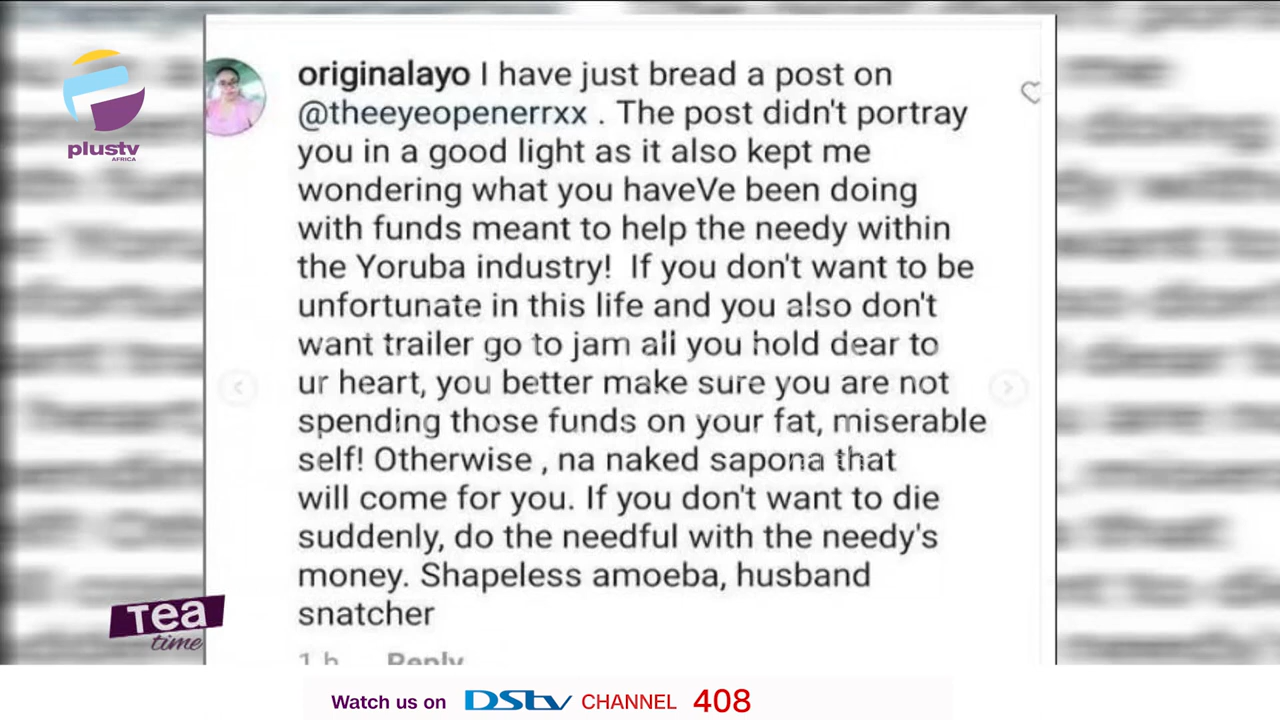 originalayo I have just bread a post on
@theeyeopenerrxx . The post didn't portray
you in a good light as it also kept me
wondering what you haveVe been doing
with funds meant to help the needy within
the Yoruba industry! If you don't want to be
unfortunate in this life and you also don't
want trailer go to jam all you hold dear to
ur heart, you better make sure you are not
spending those funds on your fat, miserable
self! Otherwise , na naked sapona that
will come for you. If you don't want to die
suddenly, do the needful with the needy's
money. Shapeless amoeba, husband
snatcher
1 h Reply
plustv
AFRICA
Tea
time
Watch us on DStv CHANNEL 408